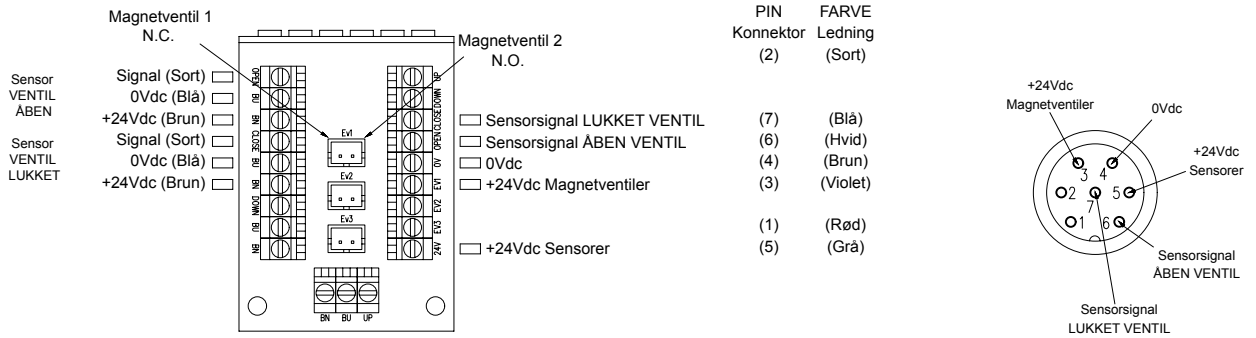 Magnetventil 1
N.C.
Magnetventil 2
N.O.
Sensor
VENTIL
ÅBEN
Signal (Sort)
0Vdc (Blå)
+24Vdc (Brun)
Sensor
VENTIL
LUKKET
Signal (Sort)
0Vdc (Blå)
+24Vdc (Brun)
OPEN
BU
BN
CLOSE
BU
BN
DOWN
BU
BN
Ev1
Ev2
Ev3
BN BU UP
UP
DOWN
CLOSE
OPEN
0V
EV1
EV2
EV3
24V
Sensorsignal LUKKET VENTIL
Sensorsignal ÅBEN VENTIL
0Vdc
+24Vdc Magnetventiler
+24Vdc Sensorer
PIN FARVE
Konnektor Ledning
(2) (Sort)
(7) (Blå)
(6) (Hvid)
(4) (Brun)
(3) (Violet)
(1) (Rød)
(5) (Grå)
+24Vdc
Magnetventiler
0Vdc
+24Vdc
Sensorer
3 4
2 5
7
1 6
Sensorsignal
ÅBEN VENTIL
Sensorsignal
LUKKET VENTIL